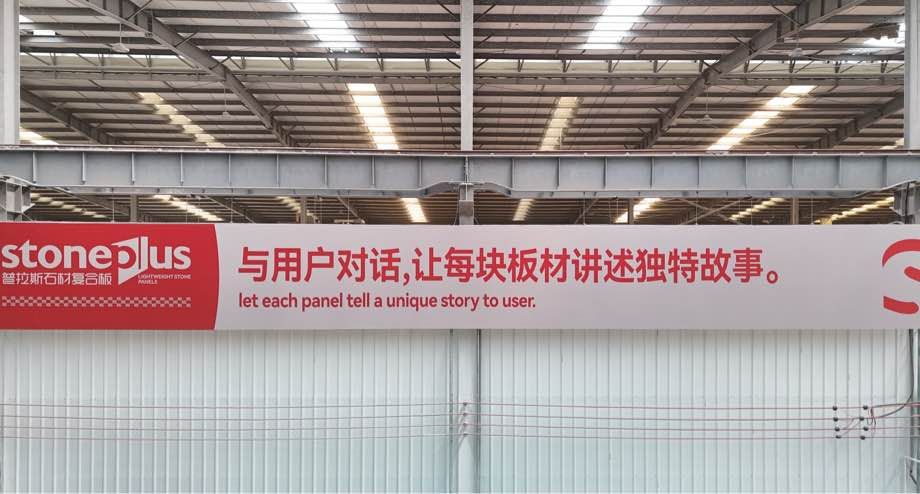 stoneplus
普拉斯石材复合板
LIGHTWEIGHT STONE
PANELS
与用户对话,让每块板材讲述独特故事。
let each panel tell a unique story to user.